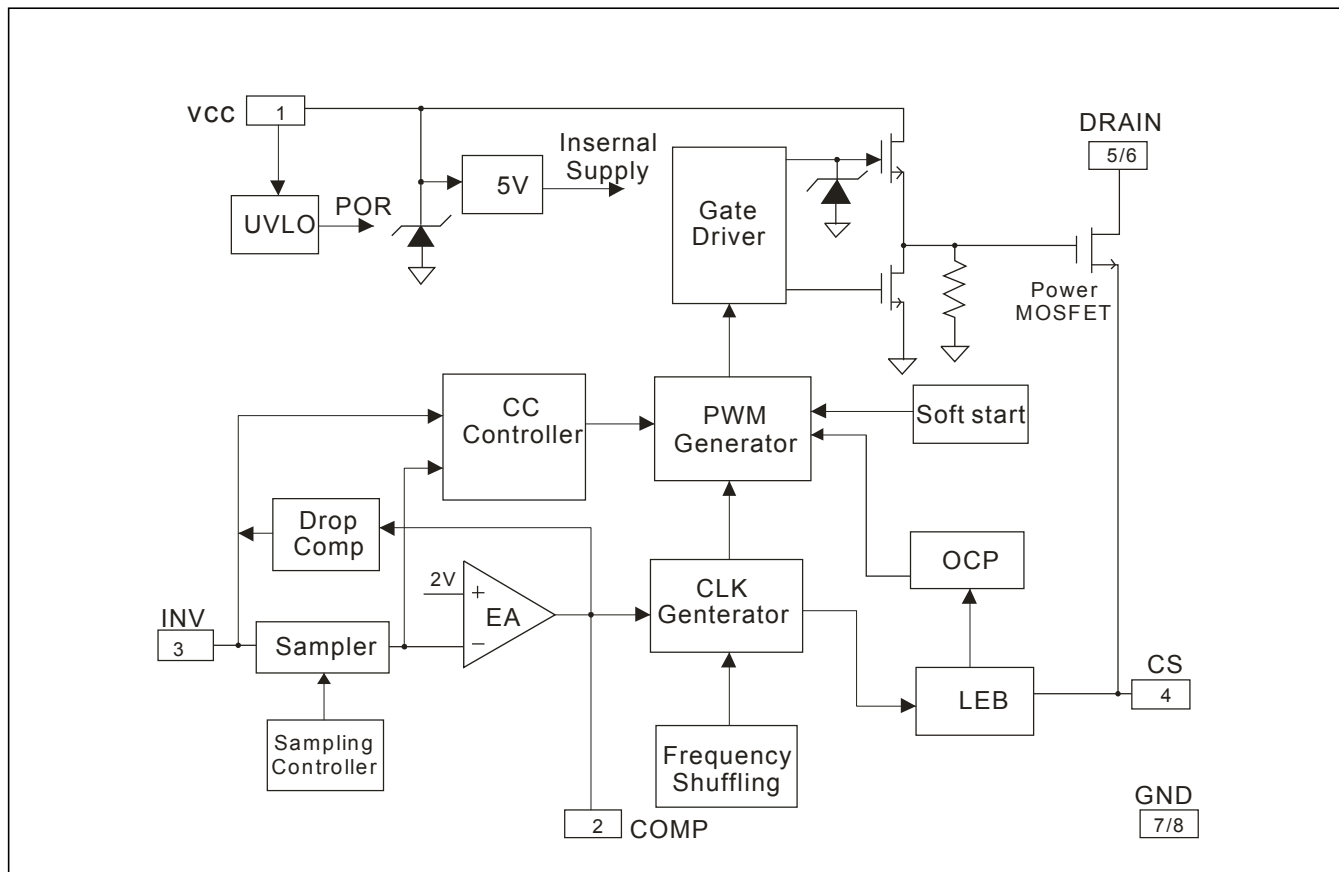 vcc
1
DRAIN
5/6
Insernal
Supply
5V
UVLO
POR
Gate
Driver
Power
MOSFET
CC
Controller
PWM
Generator
Soft start
Drop
Comp
OCP
2V
+
EA
−
CLK
Genterator
INV
3
Sampler
LEB
CS
4
Sampling
Controller
Frequency
Shuffling
2
COMP
GND
7/8